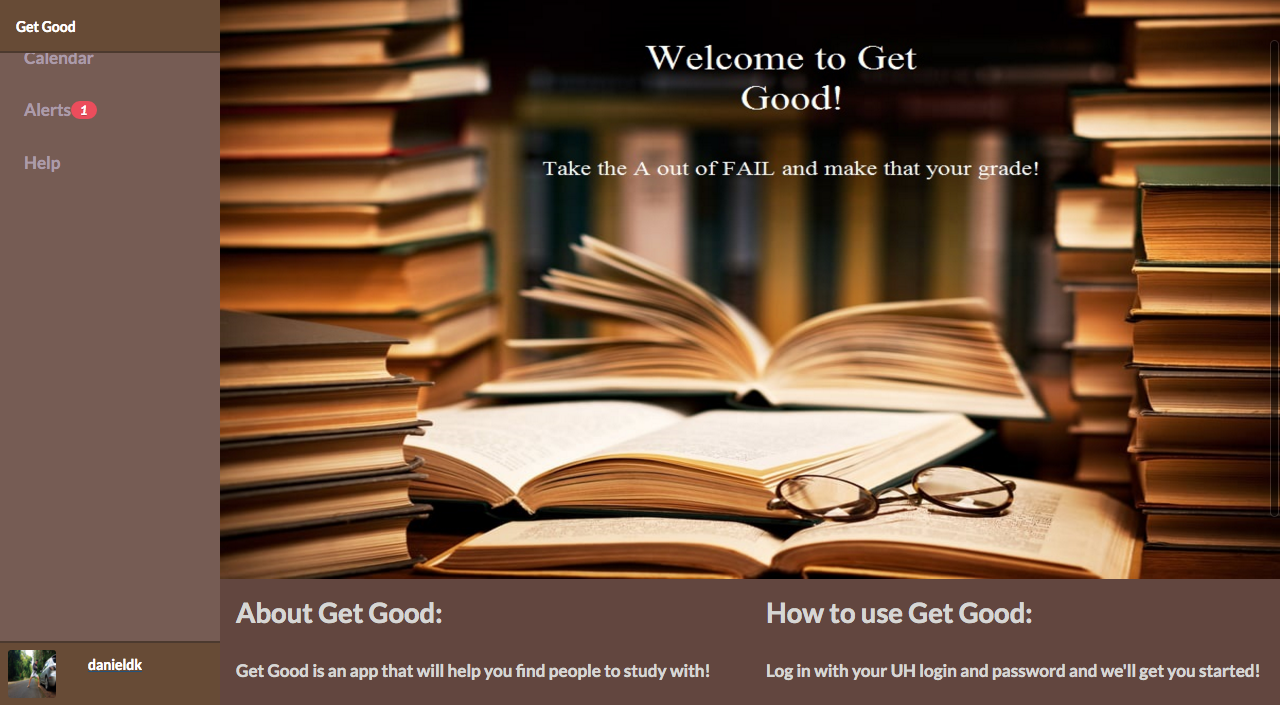 Get Good
Calendar
Alerts 1
Help
danieldk
Welcome to Get
Good!
Take the A out of FAIL and make that your grade!
About Get Good:
Get Good is an app that will help you find people to study with!
How to use Get Good:
Log in with your UH login and password and we'll get you started!